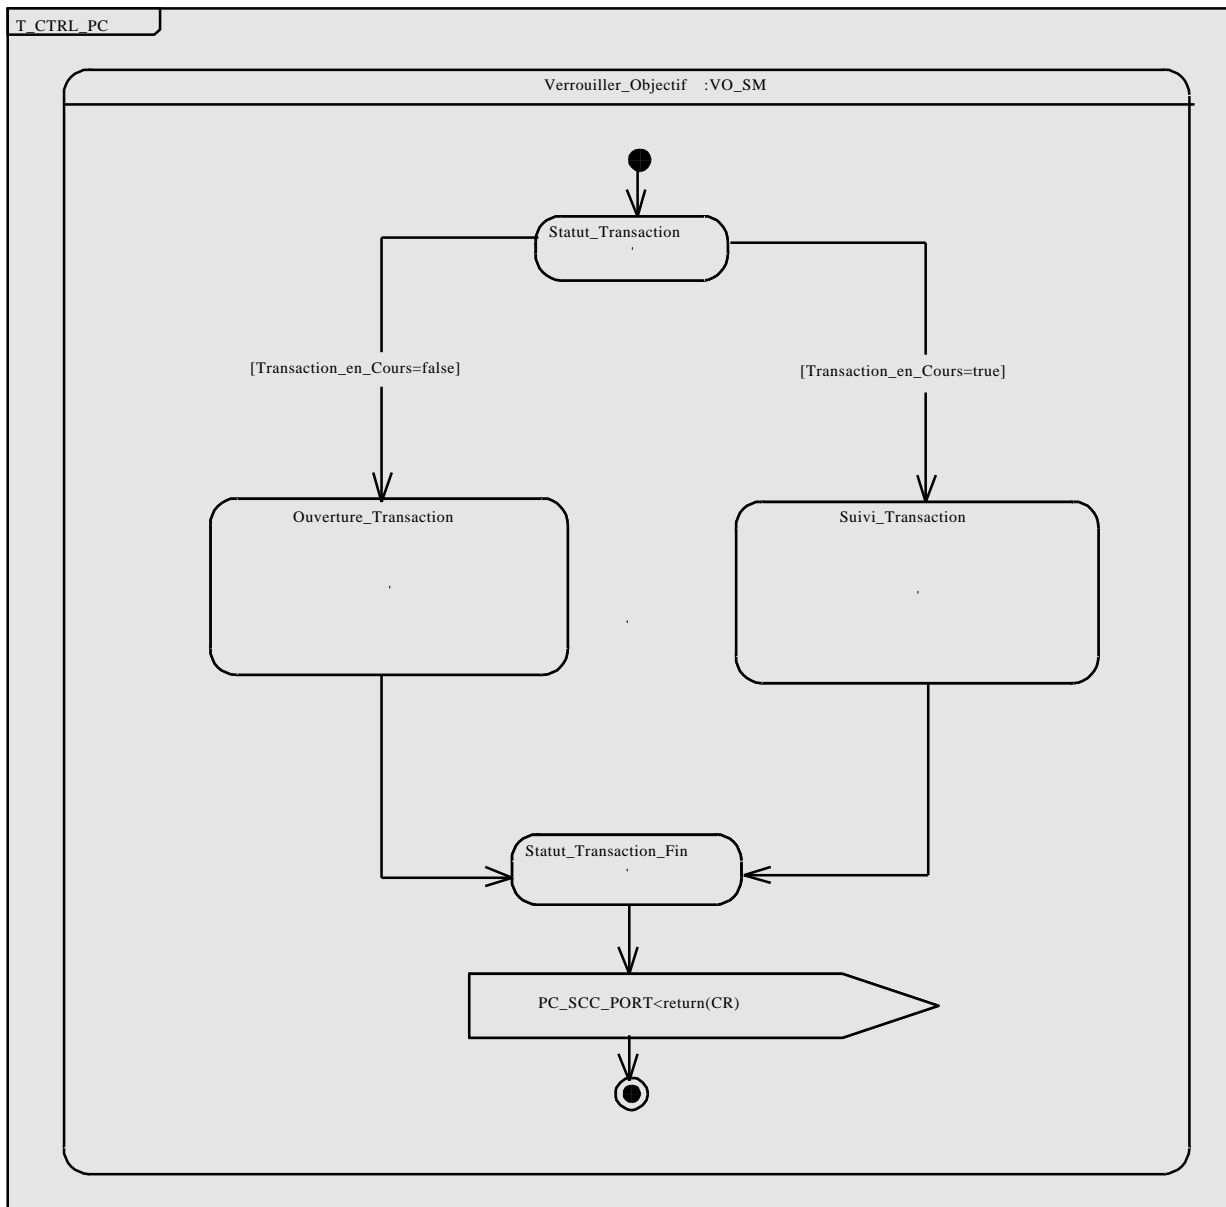 T_CTRL_PC
Verrouiller_Objectif :VO_SM
Statut_Transaction
[Transaction_en_Cours=false]
[Transaction_en_Cours=true]
Ouverture_Transaction
Suivi_Transaction
Statut_Transaction_Fin
PC_SCC_PORT<return(CR)